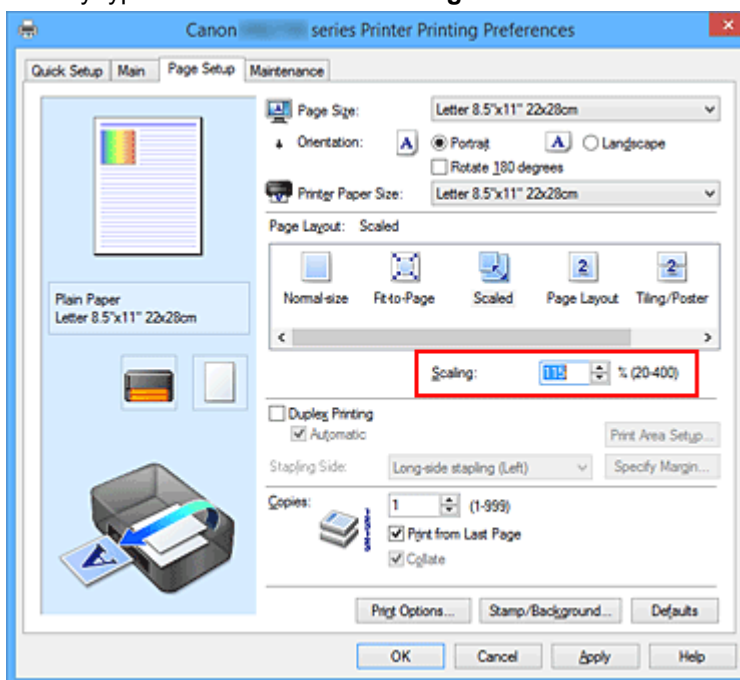 Canon series Printer Printing Preferences
Quick Setup Main Page Setup Maintenance
Page Size: Letter 8.5"x11" 22x28cm
Orientation: A Portrait A Landscape
Rotate 180 degrees
Printer Paper Size: Letter 8.5"x11" 22x28cm
Page Layout: Scaled
2 2
Normal-size Fit-to-Page Scaled Page Layout Tiling/Poster
Plain Paper
Letter 8.5"x11" 22x28cm
Scaling: 115 % (20-400)
Duplex Printing
Automatic
Print Area Setup...
Stapling Side: Long-side stapling (Left) Specify Margin...
Copies: 1 (1-999)
Print from Last Page
Collate
A
Print Options... Stamp/Background... Defaults
OK Cancel Apply Help